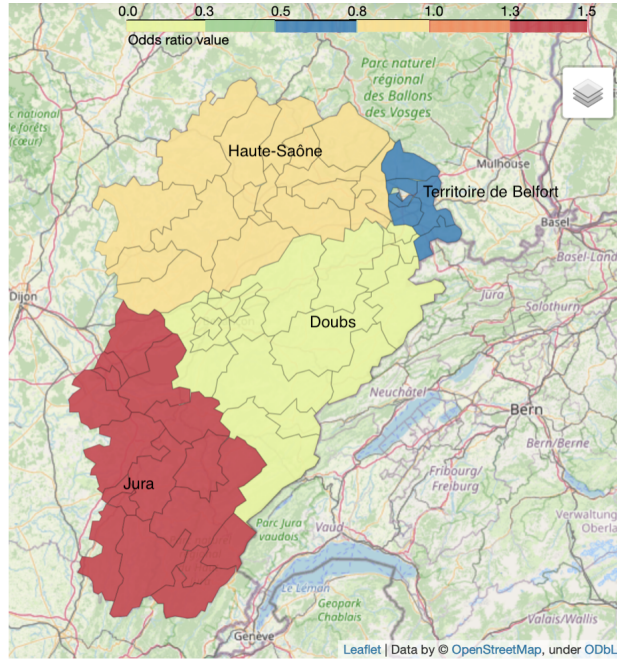 0.0 0.3 0.5 0.8 1.0 1.3 1.5
Odds ratio value
Parc naturel
régional
des Ballons
des Vosges
Haute-Saône
Mulhouse
Territoire de Belfort
Basel
Basel-Land
Dijon
Jura
Solothurn
Doubs
Neuchâtel
Bern
Bern/Berne
Fribourg/
Freiburg
Jura
Parc Jura
vaudois
Vaud
Verwaltung
Oberla
Le Léman
Geopark
Chablais
Valais/Wallis
Genève
Leaflet | Data by © OpenStreetMap, under ODbL